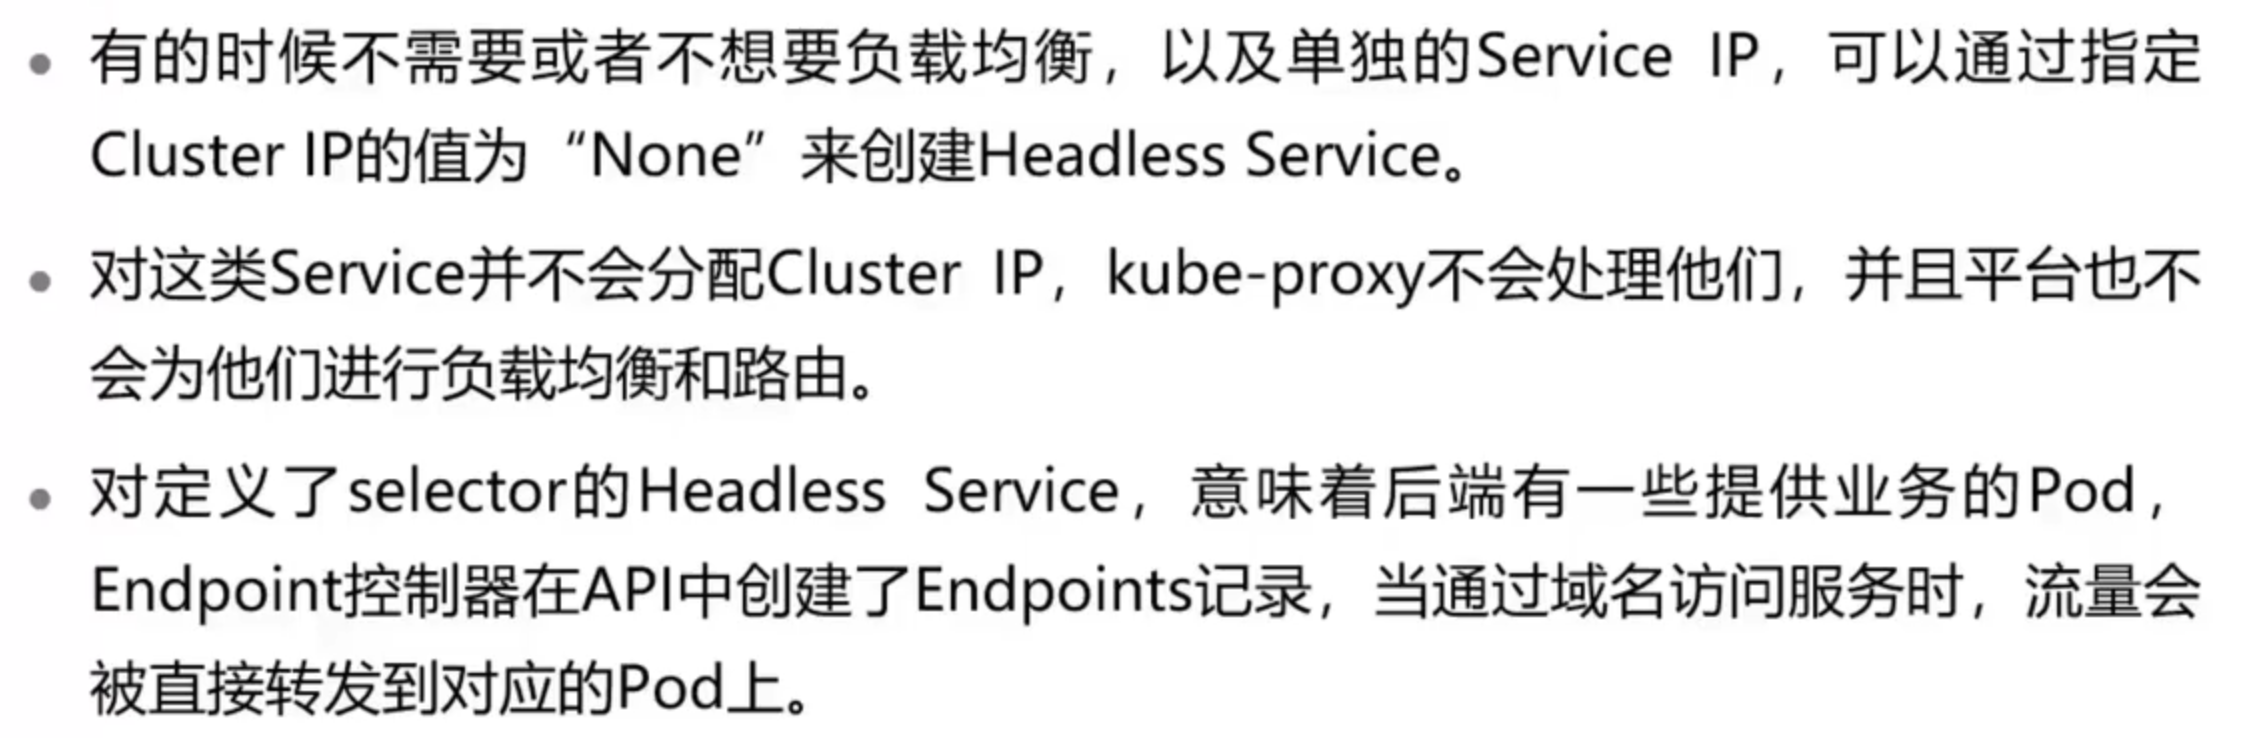 • 有的时候不需要或者不想要负载均衡，以及单独的Service IP，可以通过指定
Cluster IP的值为“None”来创建Headless Service。
• 对这类Service并不会分配Cluster IP，kube-proxy不会处理他们，并且平台也不
会为他们进行负载均衡和路由。
• 对定义了selector的Headless Service，意味着后端有一些提供业务的Pod，
Endpoint控制器在API中创建了Endpoints记录，当通过域名访问服务时，流量会
被直接转发到对应的Pod上。